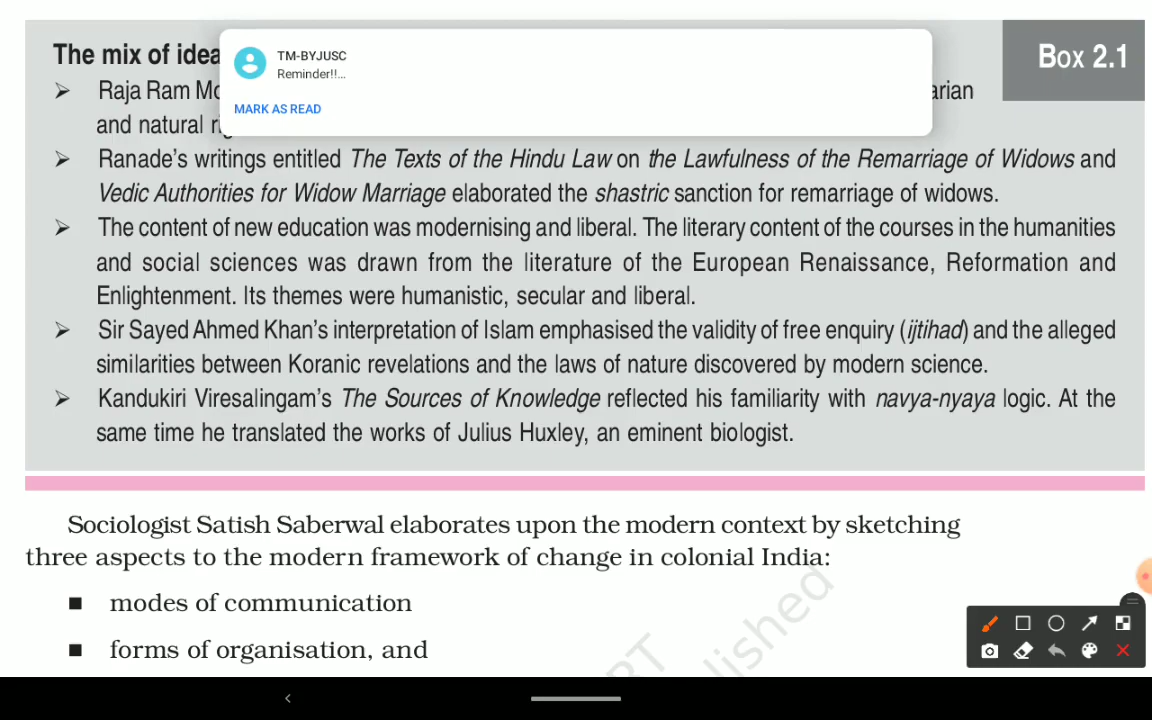 The mix of idea
Box 2.1
TM-BYJUSC
Reminder!!...
MARK AS READ
Raja Ram Mo
arian
and natural
Ranade's writings entitled The Texts of the Hindu Law on the Lawfulness of the Remarriage of Widows and
Vedic Authorities for Widow Marriage elaborated the shastric sanction for remarriage of widows.
The content of new education was modernising and liberal. The literary content of the courses in the humanities
and social sciences was drawn from the literature of the European Renaissance, Reformation and
Enlightenment. Its themes were humanistic, secular and liberal.
Sir Sayed Ahmed Khan's interpretation of Islam emphasised the validity of free enquiry (ijtihad) and the alleged
similarities between Koranic revelations and the laws of nature discovered by modern science.
Kandukiri Viresalingam's The Sources of Knowledge reflected his familiarity with navya-nyaya logic. At the
same time he translated the works of Julius Huxley, an eminent biologist.
Sociologist Satish Saberwal elaborates upon the modern context by sketching
three aspects to the modern framework of change in colonial India:
modes of communication
forms of organisation, and
lished